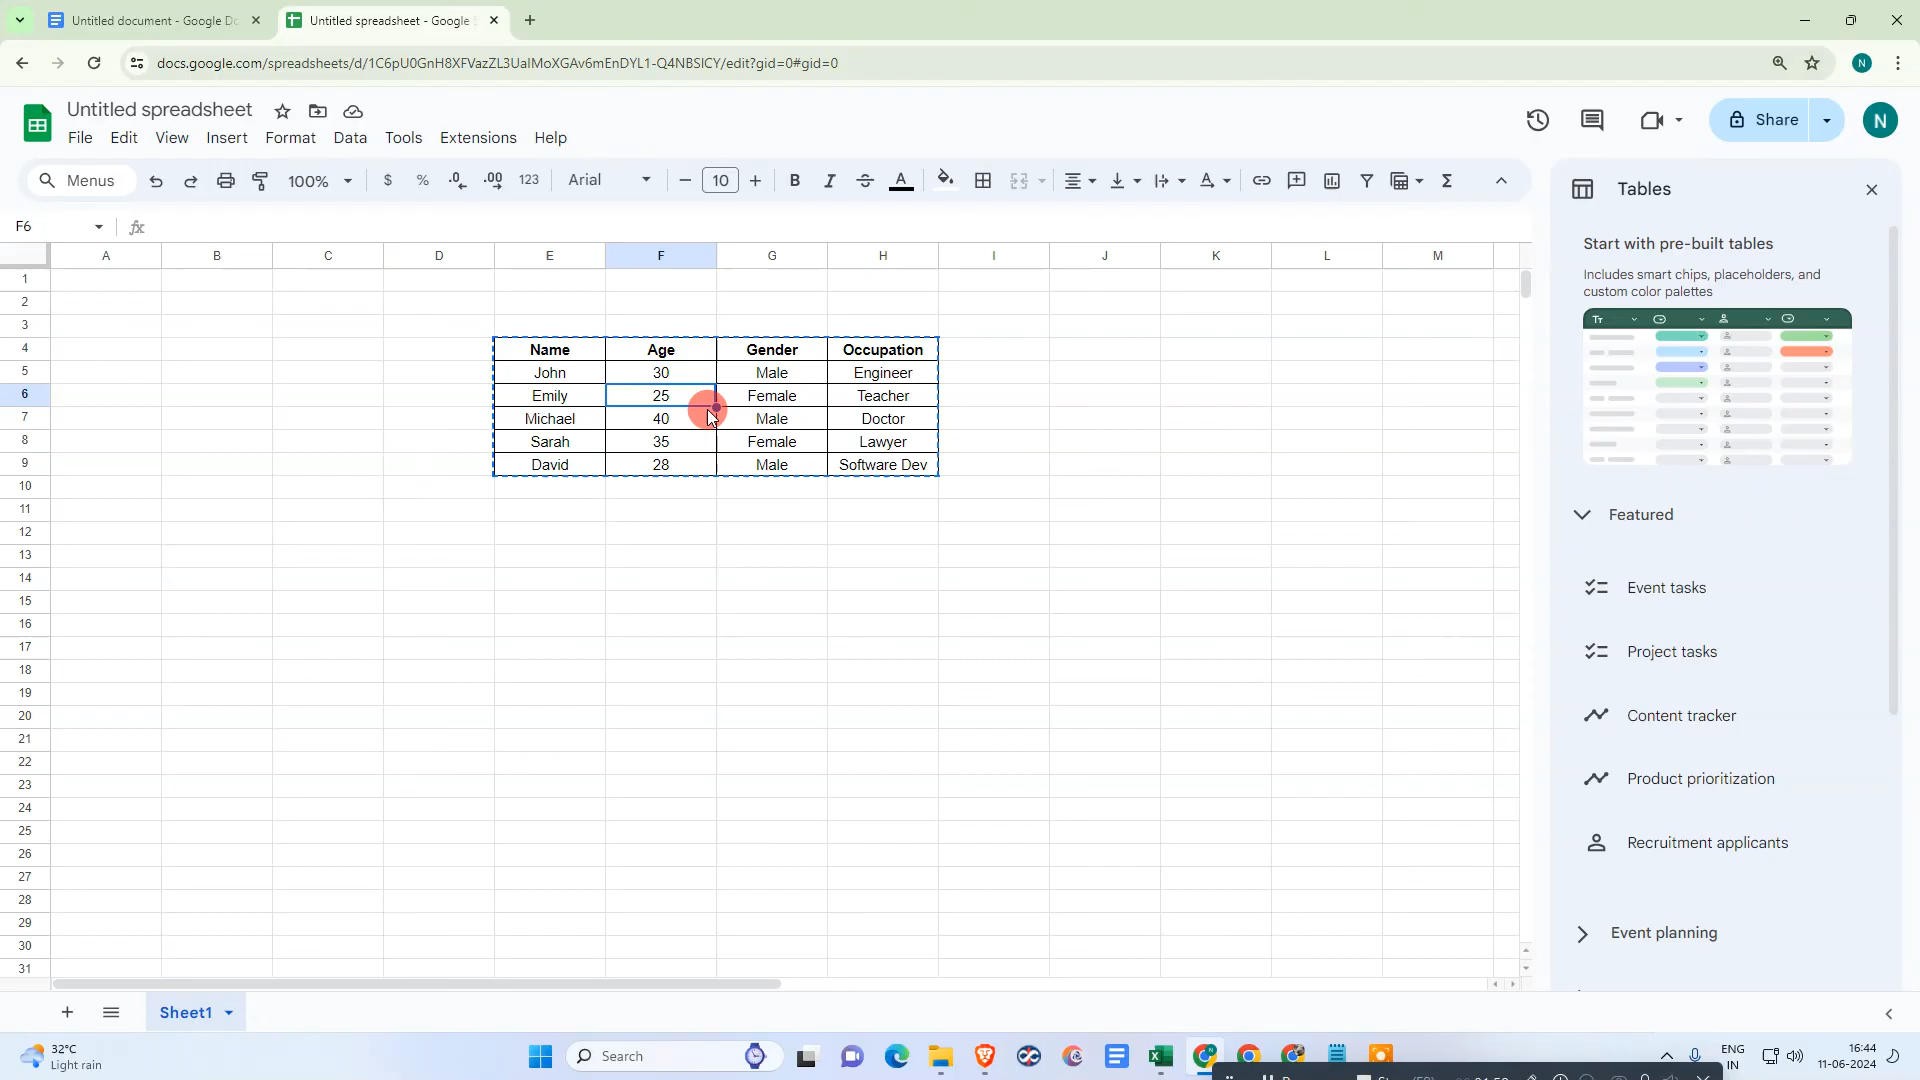 Untitled document - Google Do
Untitled spreadsheet - Google
docs.google.com/spreadsheets/d/1C6pU0GnH8XFVazZL3UalMoXGAv6mEnDYL1-Q4NBSICY/edit?gid=0#gid=0
N
Untitled spreadsheet
File Edit View Insert Format Data Tools Extensions Help
Share
N
Menus
100%
$ % .0 .00 123
Arial
10
B I A
Tables
F6
fx
A B C D E F G H I J K L M
Start with pre-built tables
Includes smart chips, placeholders, and
custom color palettes
1
2
3
4 Name Age Gender Occupation
5 John 30 Male Engineer
6 Emily 25 Female Teacher
7 Michael 40 Male Doctor
8 Sarah 35 Female Lawyer
9 David 28 Male Software Dev
10
11
12
13
14
15
16
17
18
19
20
21
22
23
24
25
26
27
28
29
30
31
Tт
Featured
Event tasks
Project tasks
Content tracker
Product prioritization
Recruitment applicants
Event planning
Sheet1
32°C
Light rain
Search
ENG
IN
16:44
11-06-2024